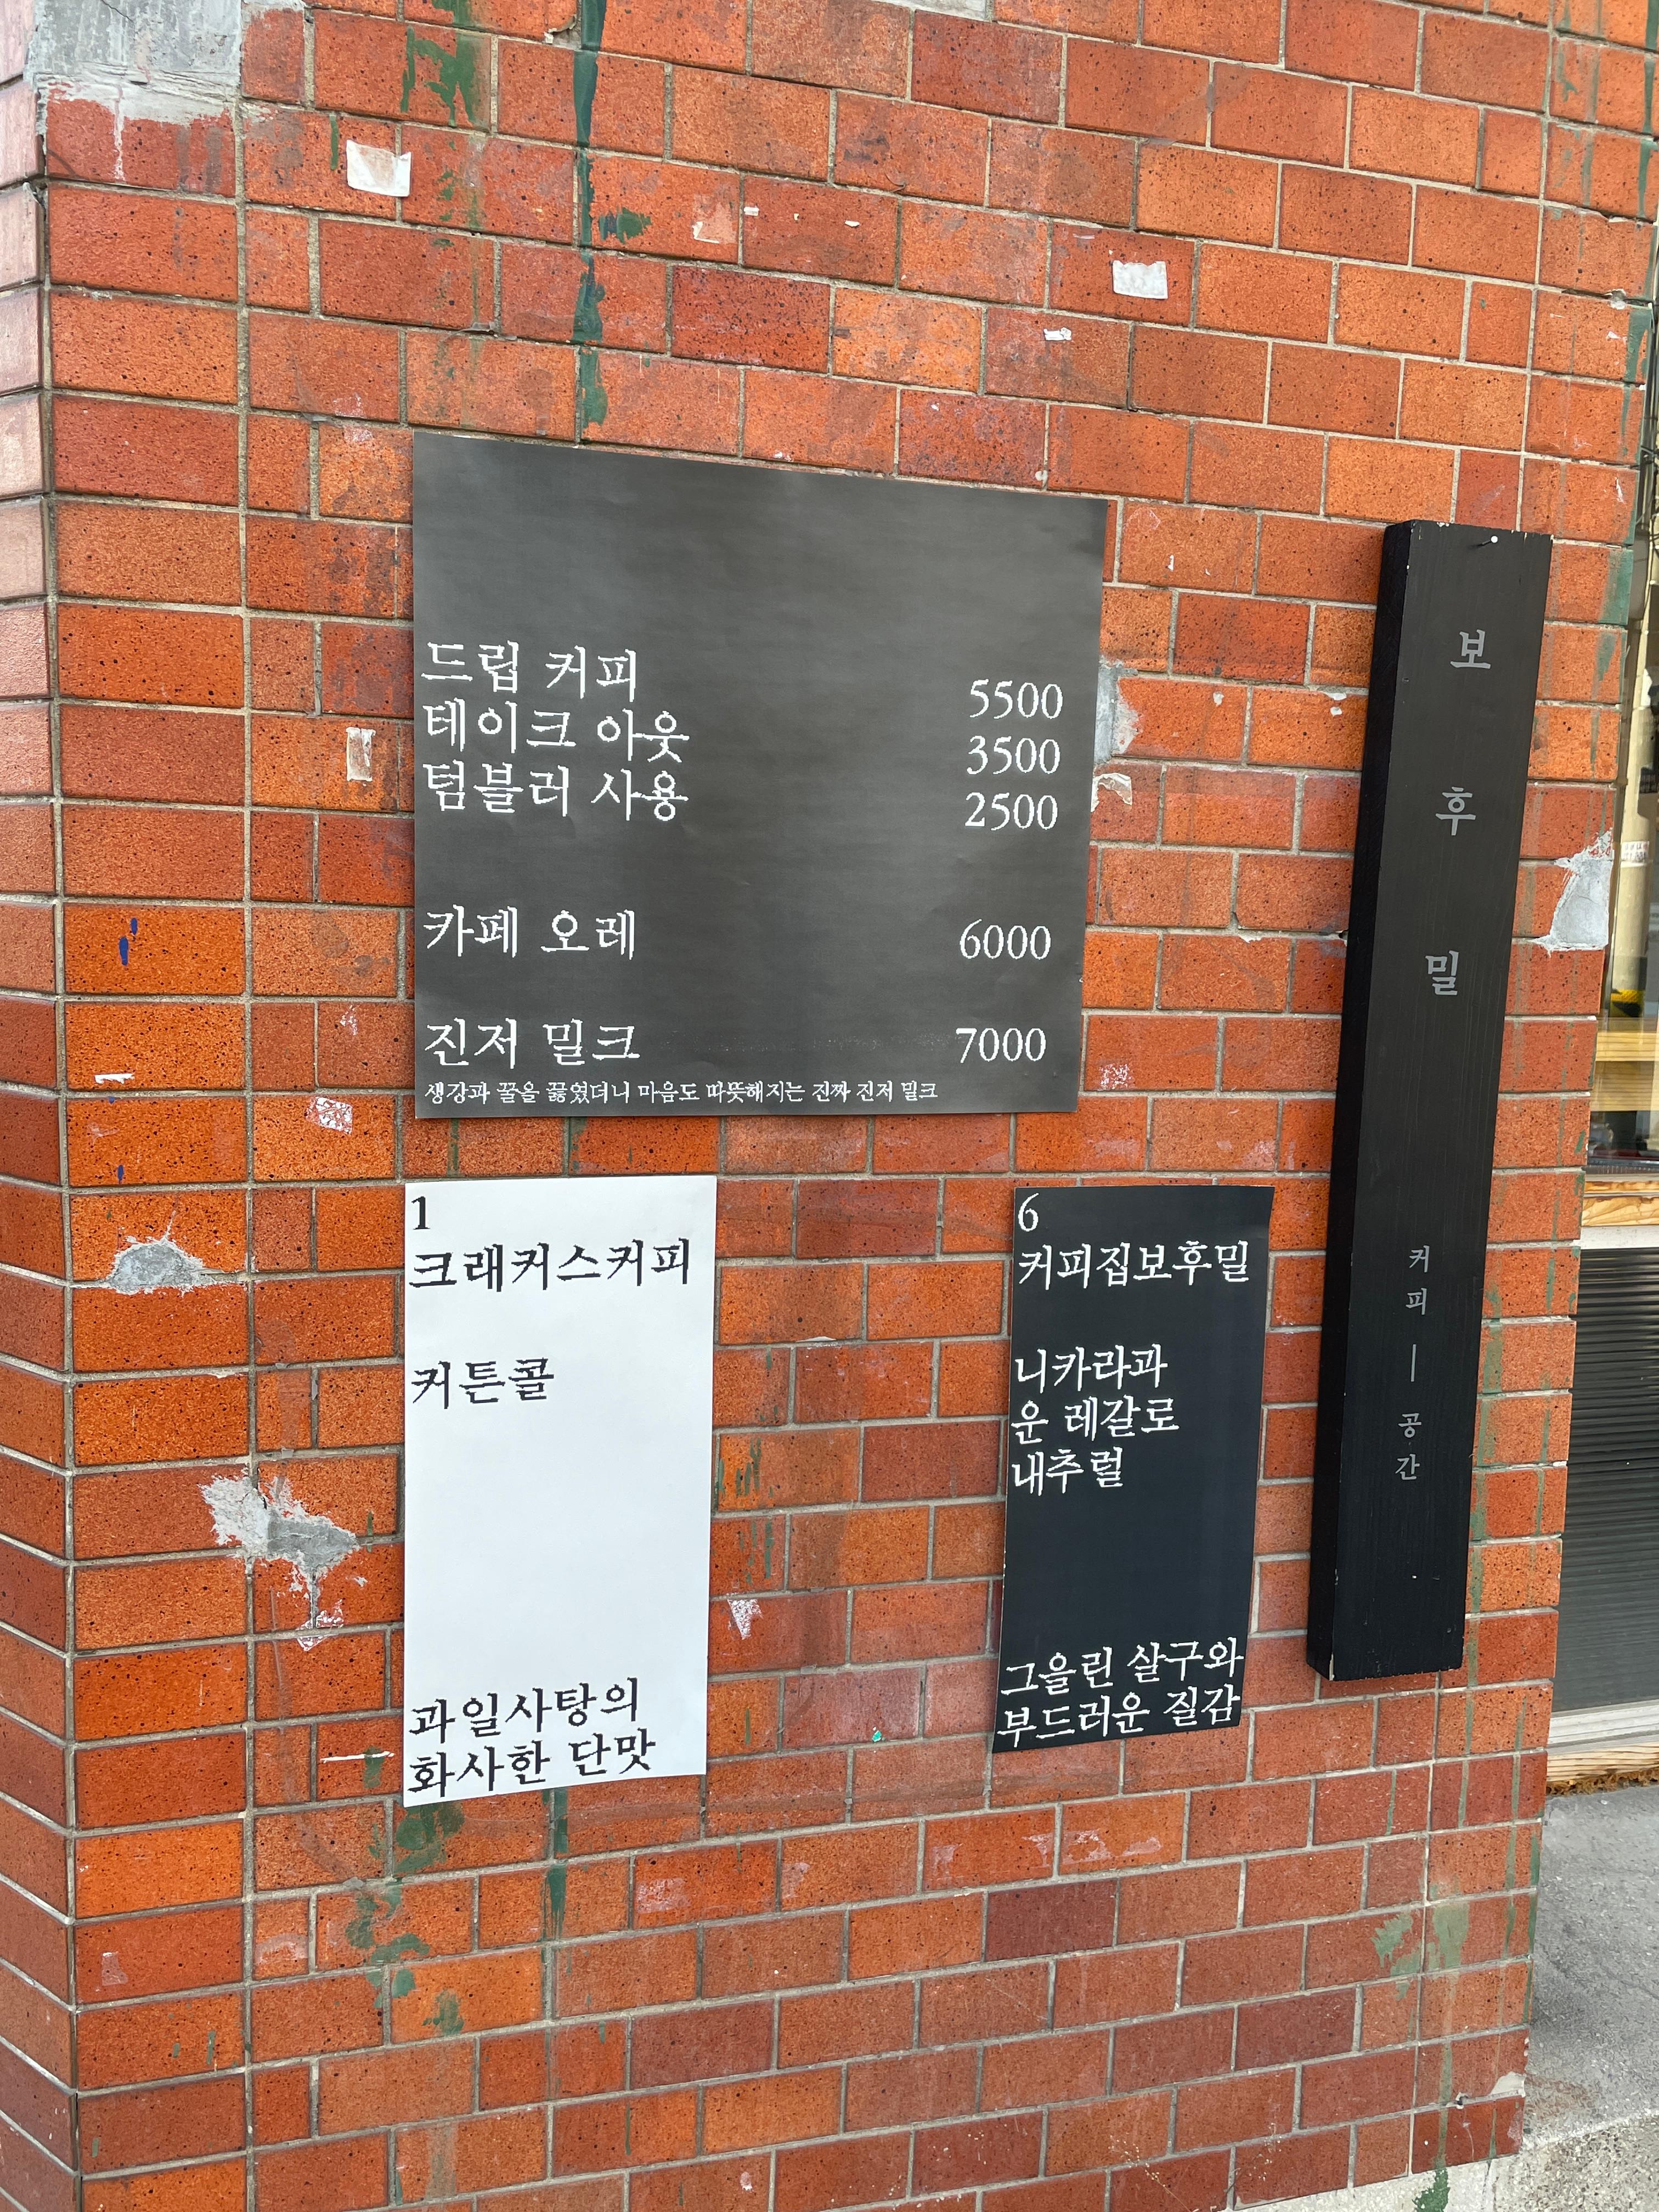 드립 커피 5500
테이크 아웃 3500
텀블러 사용 2500
카페 오레 6000
진저 밀크 7000
생강과 꿀을 끓였더니 마음도 따뜻해지는 진짜 진저 밀크
1
크래커스커피
커튼콜
과일사탕의
화사한 단맛
6
커피집보후밀
니카라과
운 레갈로
내추럴
그을린 살구와
부드러운 질감
보후밀
커피 | 공간